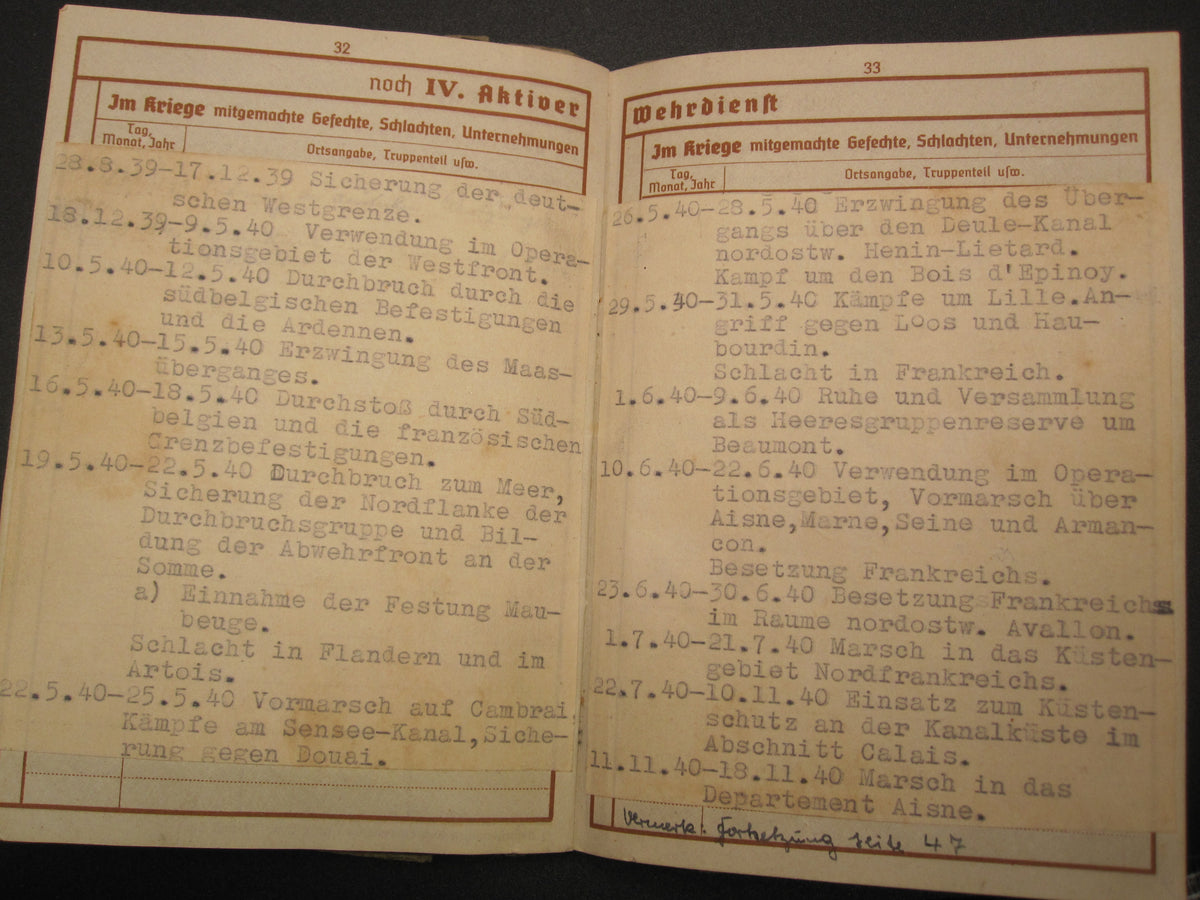 32
noch IV. Aktiver
Im Kriege mitgemachte Gefechte, Schlachten, Unternehmungen
Tag,
Monat, Jahr
Ortsangabe, Truppenteil usw.
28.8.39-17.12.39 Sicherung der deut-
schen Westgrenze.
18.12.39-9.5.40 Verwendung im Opera-
tionsgebiet der Westfront.
10.5.40-12.5.40 Durchbruch durch die
südbelgischen Befestigungen
und die Ardennen.
13.5.40-15.5.40 Erzwingung des Maas-
überganges.
16.5.40-18.5.40 Durchstoß durch Süd-
belgien und die französischen
Grenzbefestigungen.
19.5.40-22.5.40 Durchbruch zum Meer,
Sicherung der Nordflanke der
Durchbruchsgruppe und Bil-
dung der Abwehrfront an der
Somme.
a) Einnahme der Festung Mau-
beuge.
Schlacht in Flandern und im
Artois.
22.5.40-25.5.40 Vormarsch auf Cambrai
Kämpfe am Sensee-Kanal,Siche-
rung gegen Douai.
33
Wehrdienst
Im Kriege mitgemachte Gefechte, Schlachten, Unternehmungen
Tag,
Monat, Jahr
Ortsangabe, Truppenteil usw.
26.5.40-28.5.40 Erzwingung des Über-
gangs über den Deule-Kanal
nordostw. Henin-Lietard.
Kampf um den Bois d'Epinoy.
29.5.40-31.5.40 Kämpfe um Lille.An-
griff gegen Loos und Hau-
bourdin.
Schlacht in Frankreich.
1.6.40-9.6.40 Ruhe und Versammlung
als Heeresgruppenreserve um
Beaumont.
10.6.40-22.6.40 Verwendung im Opera-
tionsgebiet, Vormarsch über
Aisne,Marne,Seine und Arman-
con.
Besetzung Frankreichs.
23.6.40-30.6.40 Besetzung Frankreichs
im Raume nordostw. Avallon.
1.7.40-21.7.40 Marsch in das Küsten-
gebiet Nordfrankreichs.
22.7.40-10.11.40 Einsatz zum Küsten-
schutz an der Kanalküste im
Abschnitt Calais.
11.11.40-18.11.40 Marsch in das
Departement Aisne.
Vermerk: Fortsetzung Seite 47